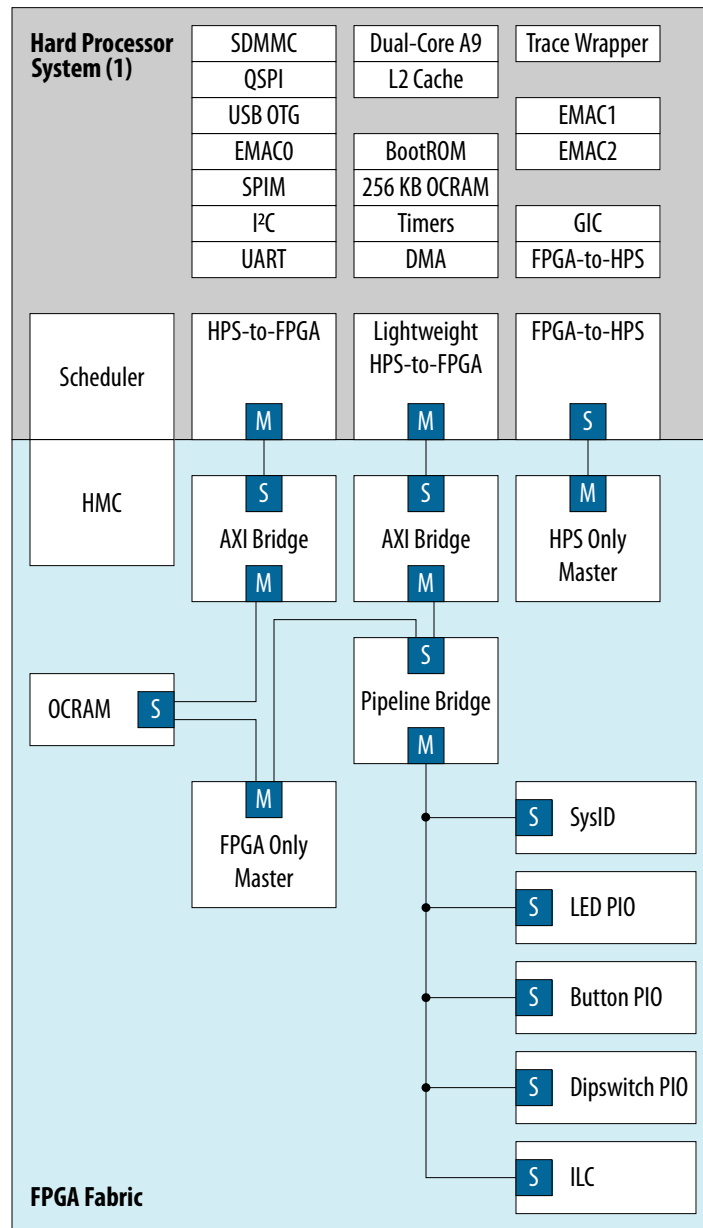 Hard Processor
System (1)
SDMMC
QSPI
USB OTG
EMAC0
SPIM
I²C
UART
Dual-Core A9
L2 Cache
BootROM
256 KB OCRAM
Timers
DMA
Trace Wrapper
EMAC1
EMAC2
GIC
FPGA-to-HPS
Scheduler
HPS-to-FPGA
M
Lightweight
HPS-to-FPGA
M
FPGA-to-HPS
S
HMC
S
AXI Bridge
M
S
AXI Bridge
M
M
HPS Only
Master
OCRAM
S
S
Pipeline Bridge
M
M
FPGA Only
Master
S
SysID
S
LED PIO
S
Button PIO
S
Dipswitch PIO
S
ILC
FPGA Fabric